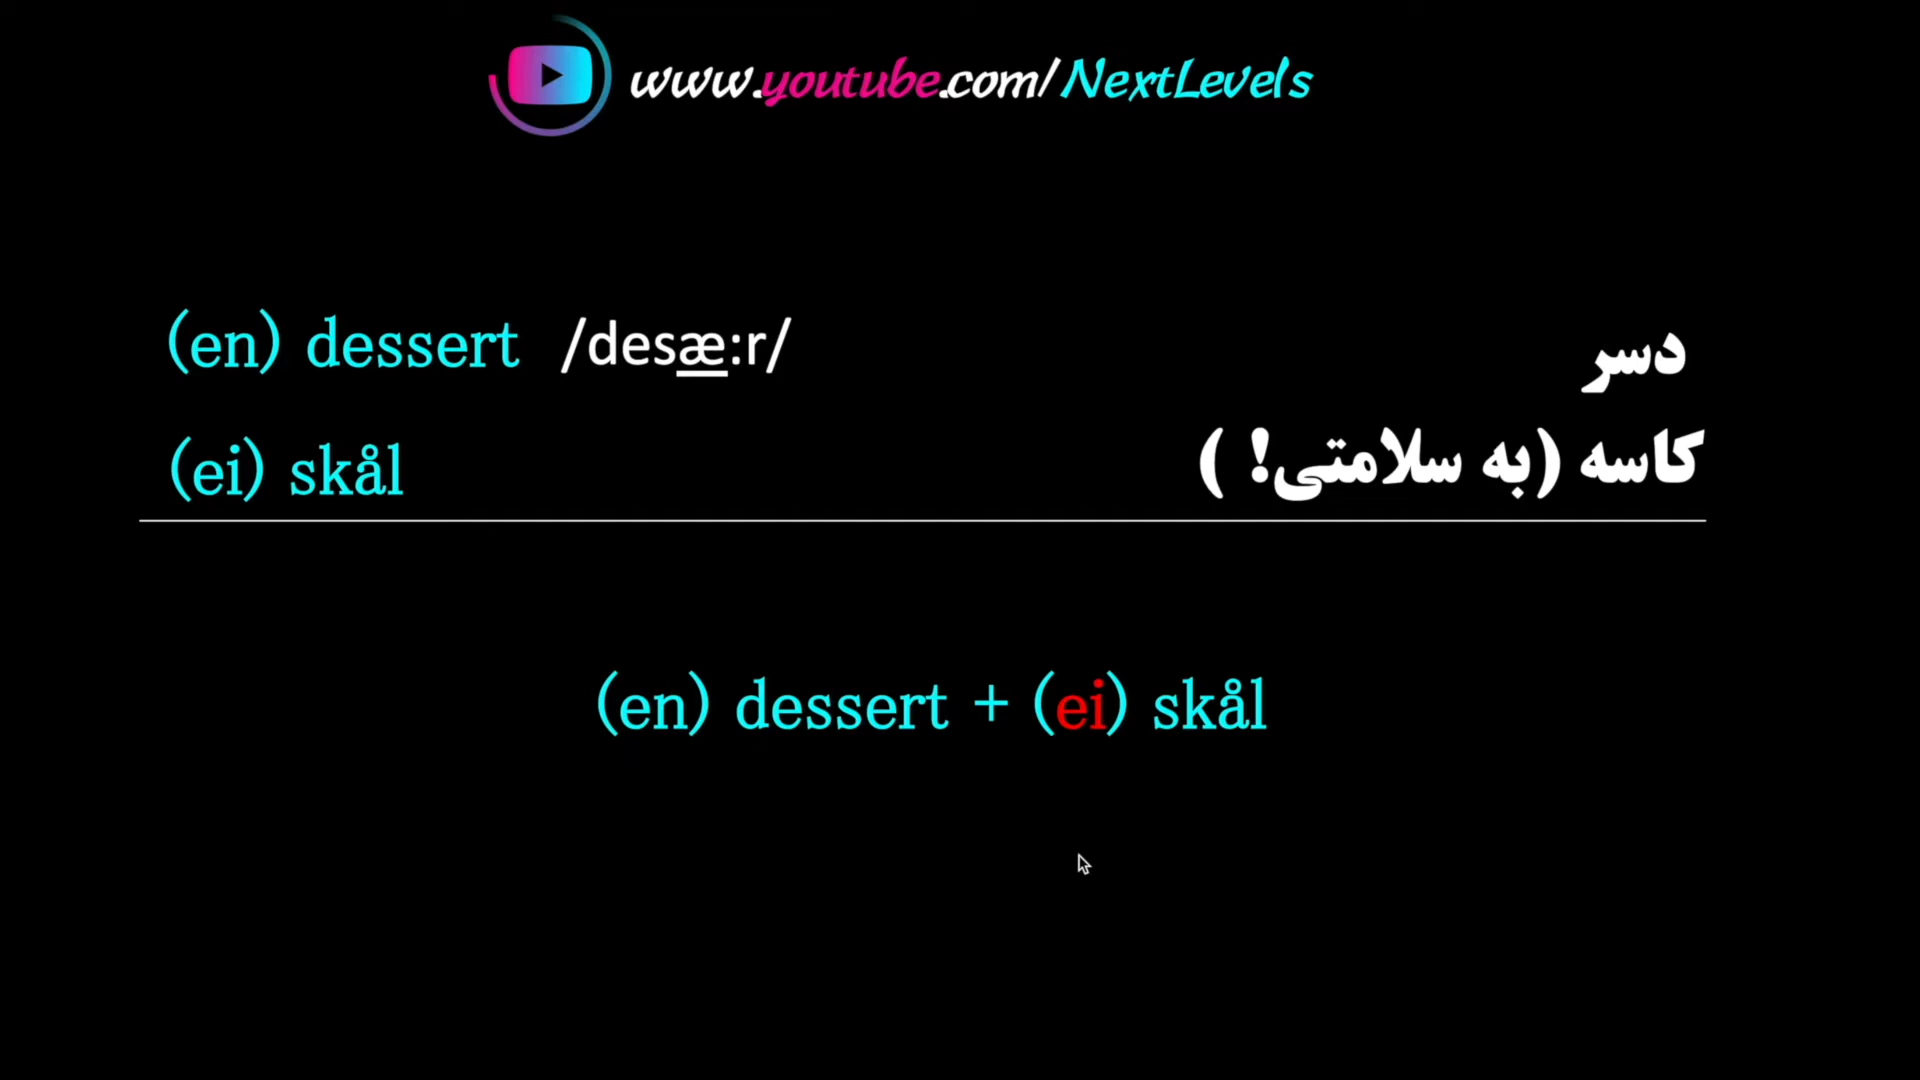 www.youtube.com/NextLevels
(en) dessert /desæ:r/ دسر
(ei) skål کاسه (به سلامتی! )
(en) dessert + (ei) skål